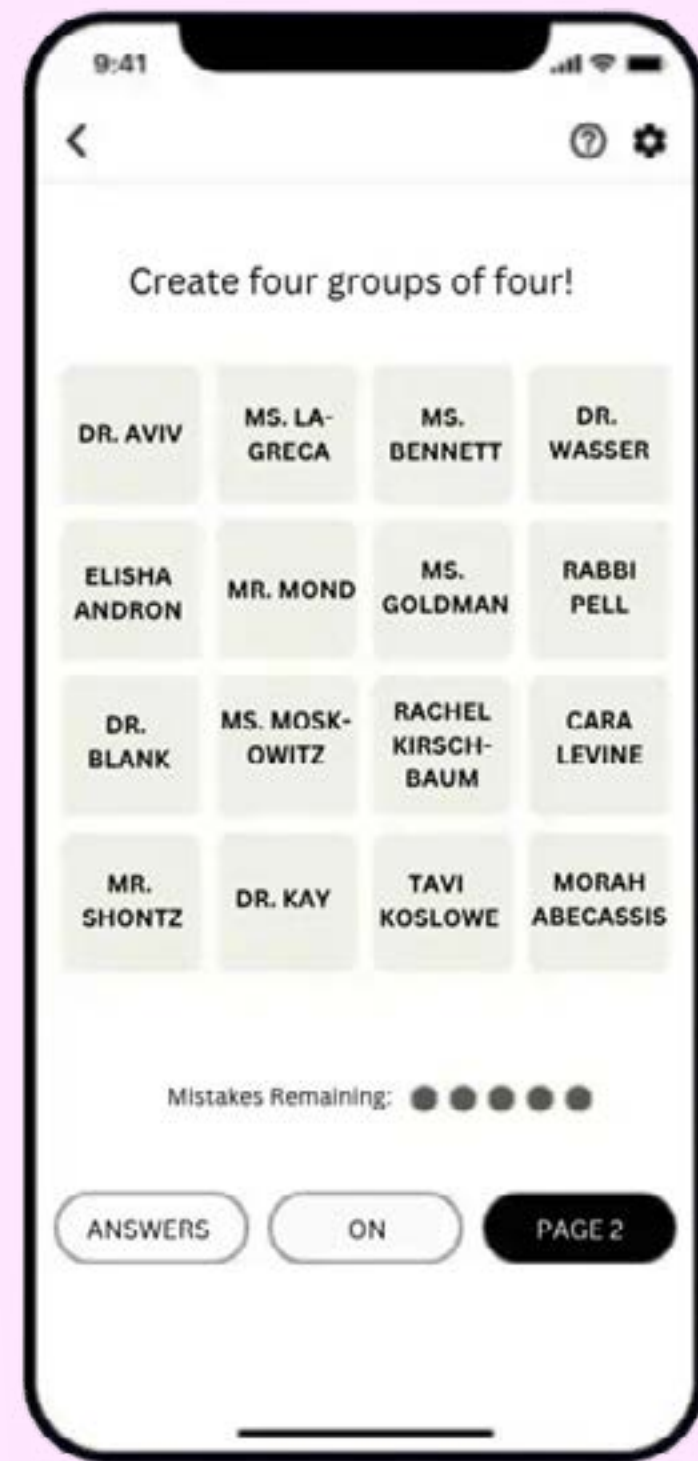 9:41
Create four groups of four!
DR. AVIV
MS. LA-
GRECA
MS.
BENNETT
DR.
WASSER
ELISHA
ANDRON
MR. MOND
MS.
GOLDMAN
RABBI
PELL
DR.
BLANK
MS. MOSK-
OWITZ
RACHEL
KIRSCH-
BAUM
CARA
LEVINE
MR.
SHONTZ
DR. KAY
TAVI
KOSLOWE
MORAH
ABECASSIS
Mistakes Remaining:
ANSWERS
ON
PAGE 2